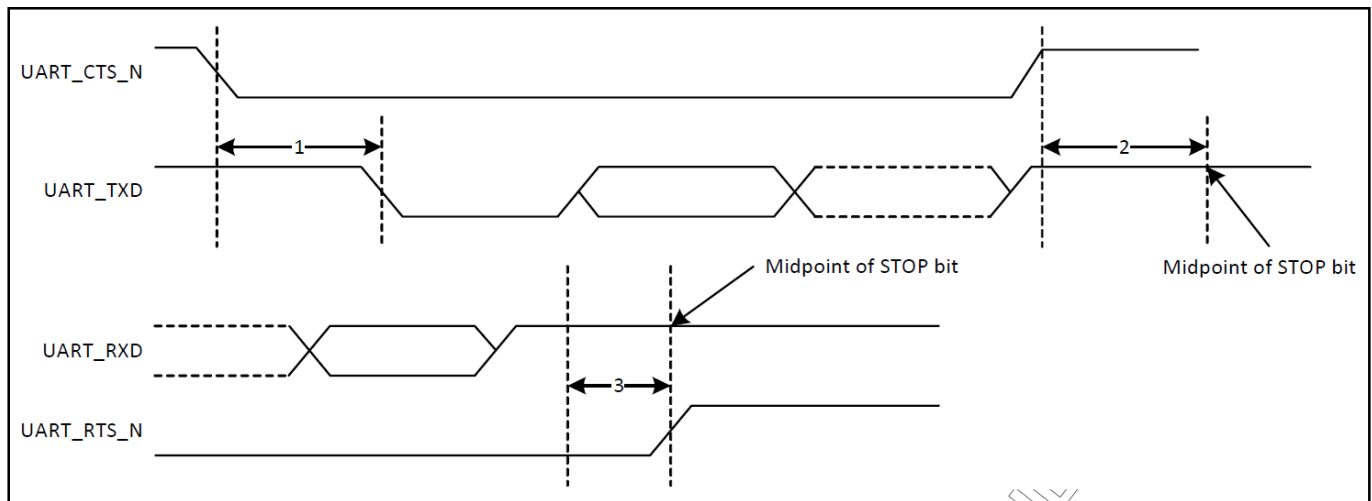 UART_CTS_N
1
2
UART_TXD
Midpoint of STOP bit
Midpoint of STOP bit
UART_RXD
3
UART_RTS_N